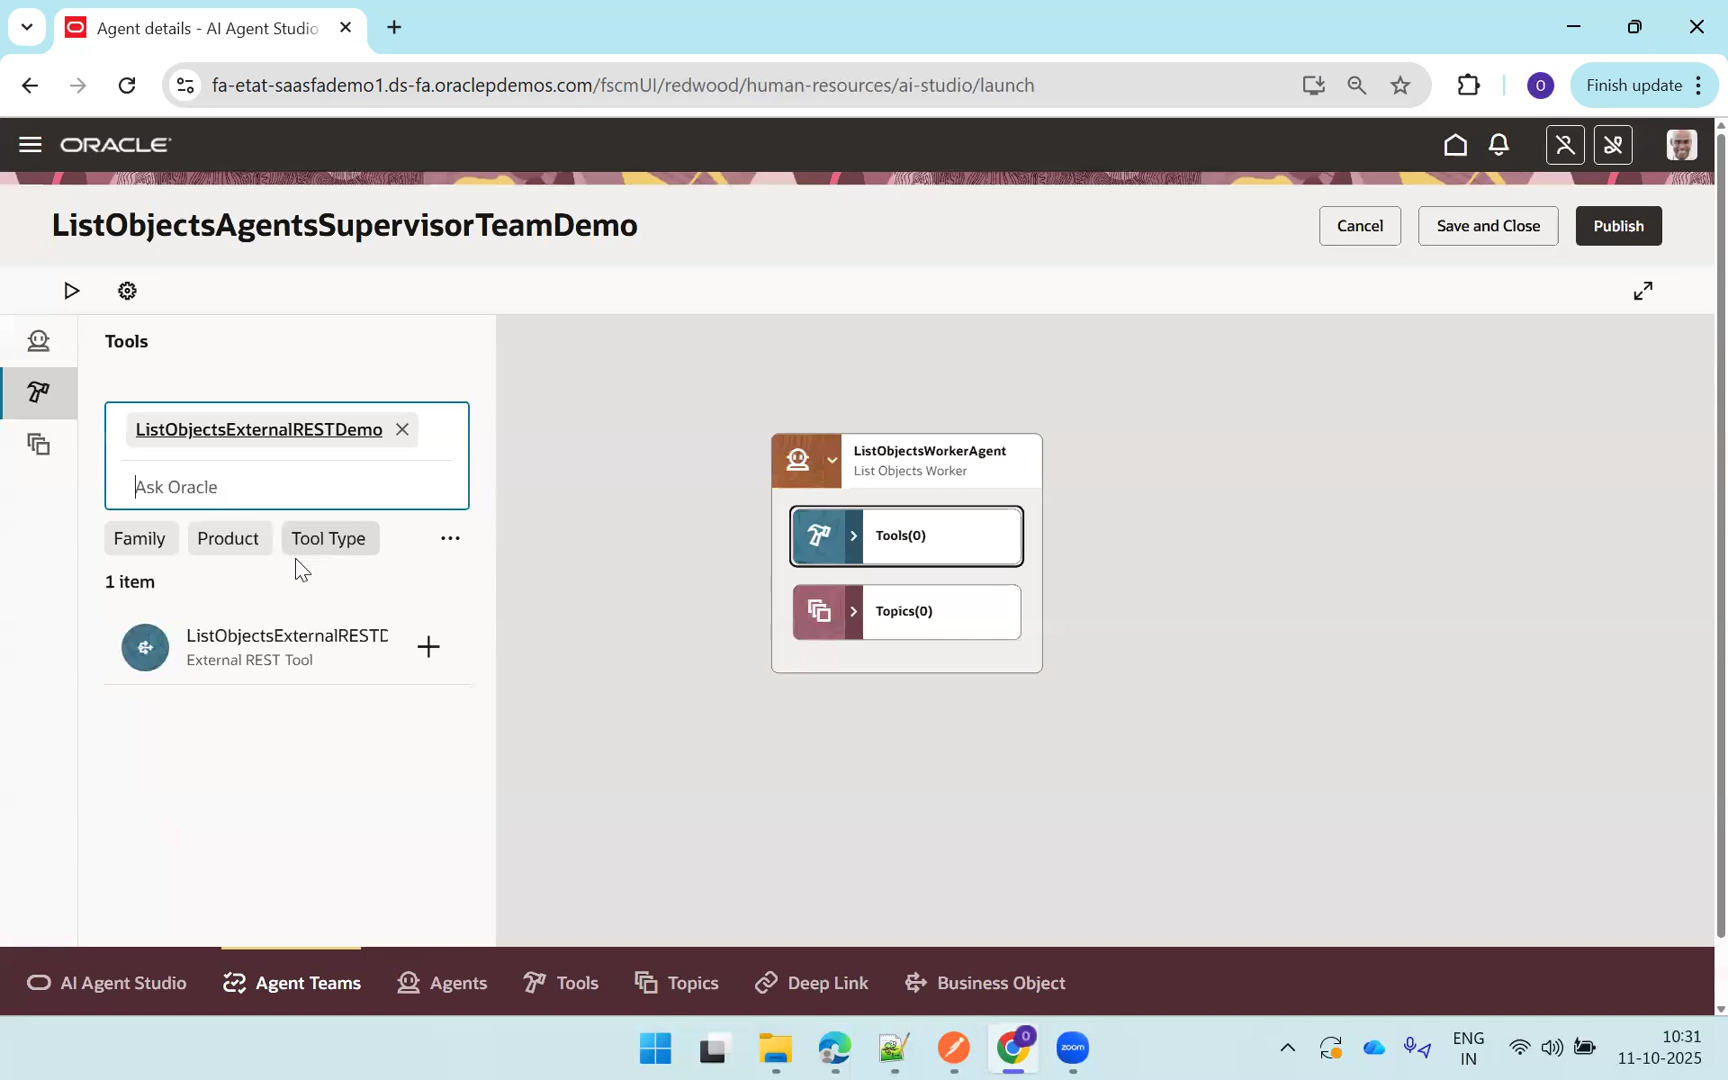 Agent details - AI Agent Studio
fa-etat-saasfademo1.ds-fa.oraclepdemos.com/fscmUI/redwood/human-resources/ai-studio/launch
O
Finish update
ORACLE
ListObjectsAgentsSupervisorTeamDemo
Cancel
Save and Close
Publish
Tools
ListObjectsExternalRESTDemo
Ask Oracle
Family
Product
Tool Type
1 item
ListObjectsExternalRESTD
External REST Tool
ListObjectsWorkerAgent
List Objects Worker
Tools(0)
Topics(0)
AI Agent Studio
Agent Teams
Agents
Tools
Topics
Deep Link
Business Object
0
zoom
ENG
IN
10:31
11-10-2025